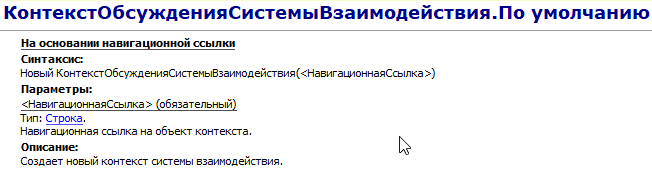 КонтекстОбсужденияСистемыВзаимодействия.По умолчанию
На основании навигационной ссылки
Синтаксис:
Новый КонтекстОбсужденияСистемыВзаимодействия(<НавигационнаяСсылка>)
Параметры:
<НавигационнаяСсылка> (обязательный)
Тип: Строка.
Навигационная ссылка на объект контекста.
Описание:
Создает новый контекст системы взаимодействия.